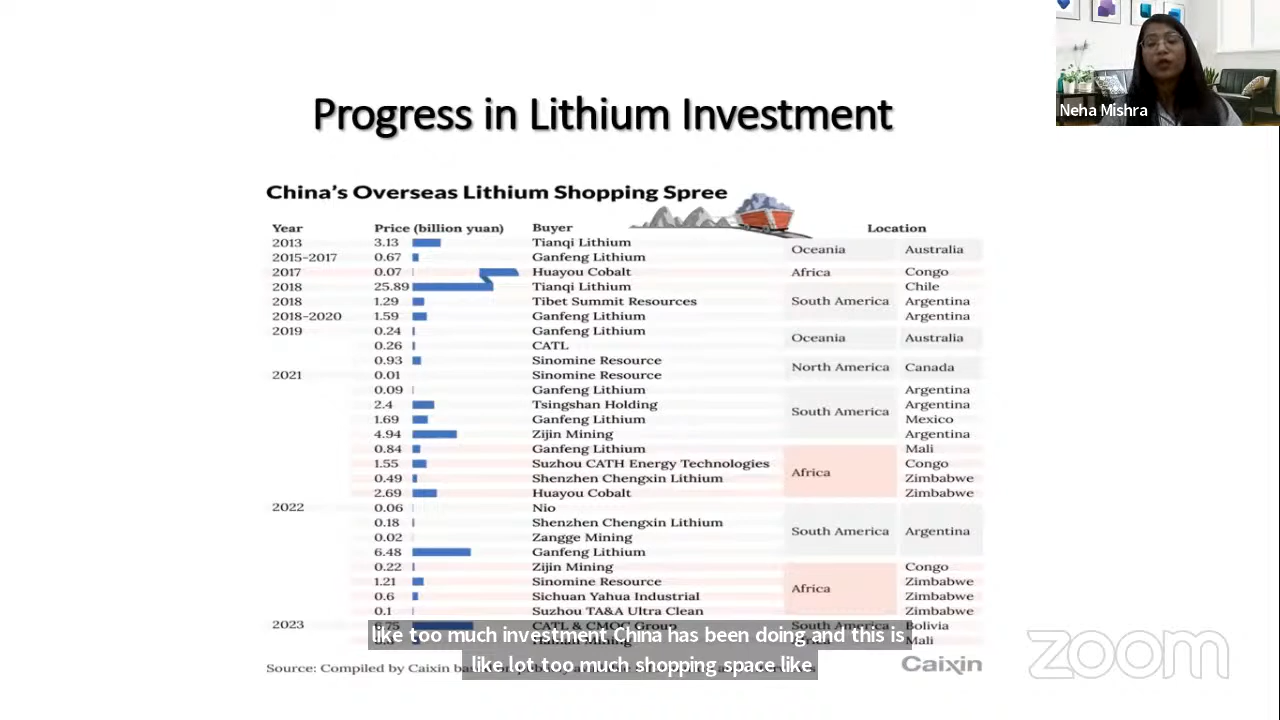 Neha Mishra
Progress in Lithium Investment
China's Overseas Lithium Shopping Spree
Year Price (billion yuan) Buyer Location
2013 3.13 Tianqi Lithium Oceania Australia
2015-2017 0.67 Ganfeng Lithium
2017 0.07 Huayou Cobalt Africa Congo
2018 25.89 Tianqi Lithium South America Chile
2018 1.29 Tibet Summit Resources Argentina
2018-2020 1.59 Ganfeng Lithium Argentina
2019 0.24 Ganfeng Lithium Oceania Australia
0.26 CATL
0.93 Sinomine Resource North America Canada
2021 0.01 Sinomine Resource
0.09 Ganfeng Lithium South America Argentina
2.4 Tsingshan Holding Argentina
1.69 Ganfeng Lithium Mexico
4.94 Zijin Mining Argentina
0.84 Ganfeng Lithium Africa Mali
1.55 Suzhou CATH Energy Technologies Congo
0.49 Shenzhen Chengxin Lithium Zimbabwe
2.69 Huayou Cobalt Zimbabwe
2022 0.06 Nio South America Argentina
0.18 Shenzhen Chengxin Lithium
0.02 Zangge Mining
6.48 Ganfeng Lithium
0.22 Zijin Mining Africa Congo
1.21 Sinomine Resource Zimbabwe
0.6 Sichuan Yahua Industrial Zimbabwe
0.1 Suzhou TA&A Ultra Clean Zimbabwe
2023 CATL & CMOC Group South America Bolivia
Mining Mali
like too much investment China has been doing and this is
like lot too much shopping space like
Source: Compiled by Caixin
Caixin
zoom